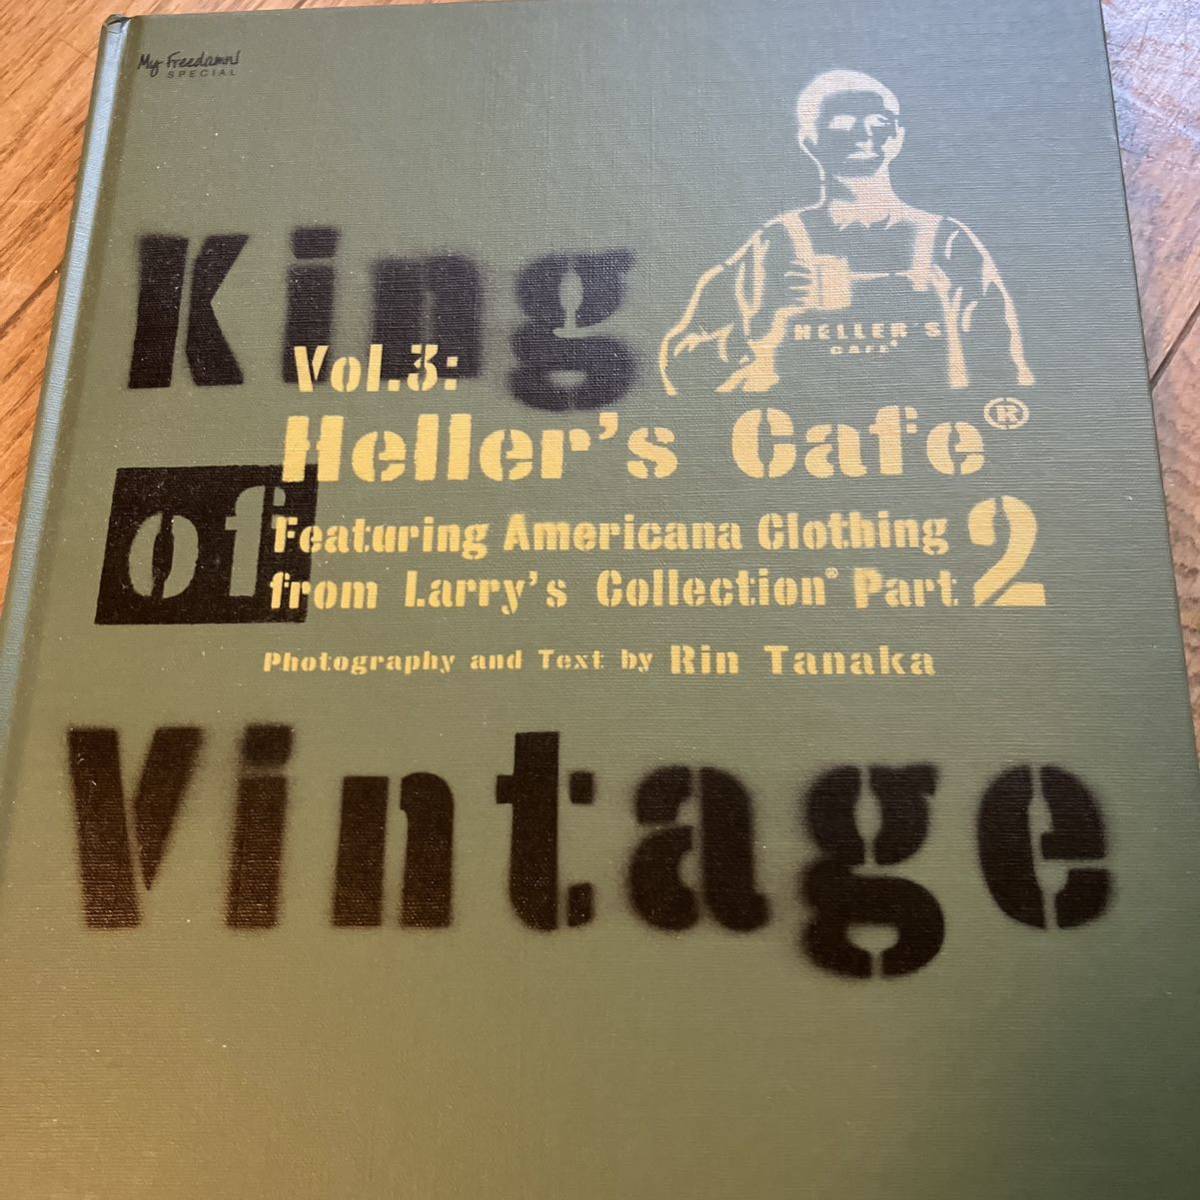 My Freedamn!
SPECIAL
HELLER'S
CAFE®
King
Vol.3:
Heller's Cafe®
of
Featuring Americana Clothing
from Larry's Collection® Part 2
Photography and Text by Rin Tanaka
Vintage